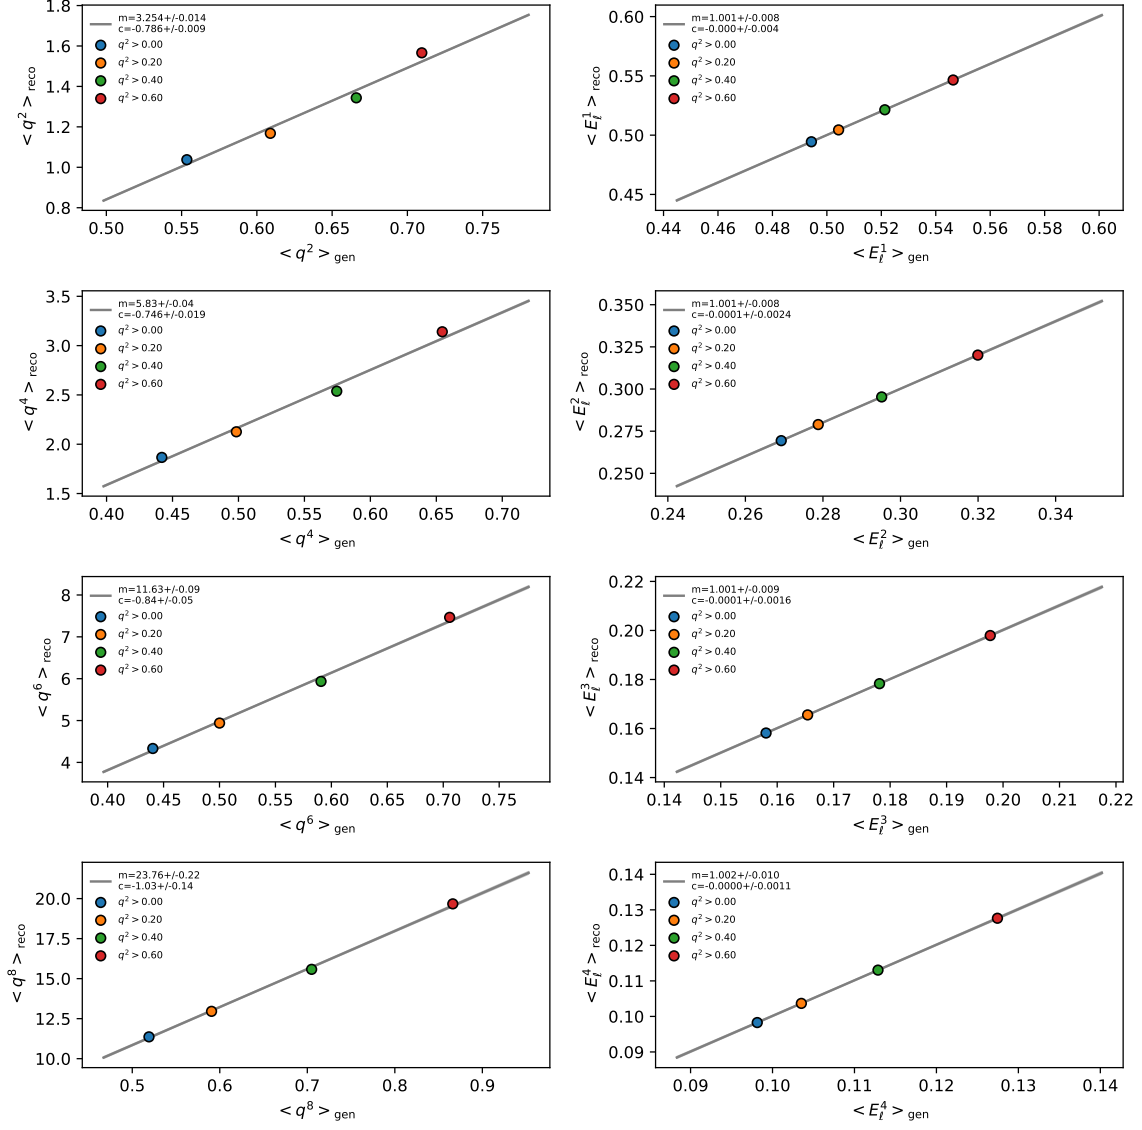 m=3.254+/-0.014
c=-0.786+/-0.009
q² > 0.00
q² > 0.20
q² > 0.40
q² > 0.60
1.8
1.6
1.4
1.2
1.0
0.8
< q² >reco
0.50 0.55 0.60 0.65 0.70 0.75
< q² >gen
m=1.001+/-0.008
c=-0.000+/-0.004
q² > 0.00
q² > 0.20
q² > 0.40
q² > 0.60
0.60
0.55
0.50
0.45
< E¹ℓ >reco
0.44 0.46 0.48 0.50 0.52 0.54 0.56 0.58 0.60
< E¹ℓ >gen
m=5.83+/-0.04
c=-0.746+/-0.019
q² > 0.00
q² > 0.20
q² > 0.40
q² > 0.60
3.5
3.0
2.5
2.0
1.5
< q⁴ >reco
0.40 0.45 0.50 0.55 0.60 0.65 0.70
< q⁴ >gen
m=1.001+/-0.008
c=-0.0001+/-0.0024
q² > 0.00
q² > 0.20
q² > 0.40
q² > 0.60
0.350
0.325
0.300
0.275
0.250
< E²ℓ >reco
0.24 0.26 0.28 0.30 0.32 0.34
< E²ℓ >gen
m=11.63+/-0.09
c=-0.84+/-0.05
q² > 0.00
q² > 0.20
q² > 0.40
q² > 0.60
8
7
6
5
4
< q⁶ >reco
0.40 0.45 0.50 0.55 0.60 0.65 0.70 0.75
< q⁶ >gen
m=1.001+/-0.009
c=-0.0001+/-0.0016
q² > 0.00
q² > 0.20
q² > 0.40
q² > 0.60
0.22
0.20
0.18
0.16
0.14
< E³ℓ >reco
0.14 0.15 0.16 0.17 0.18 0.19 0.20 0.21 0.22
< E³ℓ >gen
m=23.76+/-0.22
c=-1.03+/-0.14
q² > 0.00
q² > 0.20
q² > 0.40
q² > 0.60
20.0
17.5
15.0
12.5
10.0
< q⁸ >reco
0.5 0.6 0.7 0.8 0.9
< q⁸ >gen
m=1.002+/-0.010
c=-0.0000+/-0.0011
q² > 0.00
q² > 0.20
q² > 0.40
q² > 0.60
0.14
0.13
0.12
0.11
0.10
0.09
< E⁴ℓ >reco
0.09 0.10 0.11 0.12 0.13 0.14
< E⁴ℓ >gen